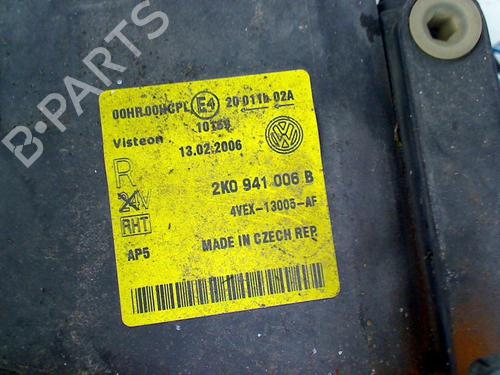 B-PARTS
00HR.00HCPL E4 20 011b 02A
10169
Visteon 13.02.2006
R 2K0 941 006 B
4VEX-13005-AF
RHT
AP5 MADE IN CZECH REP.